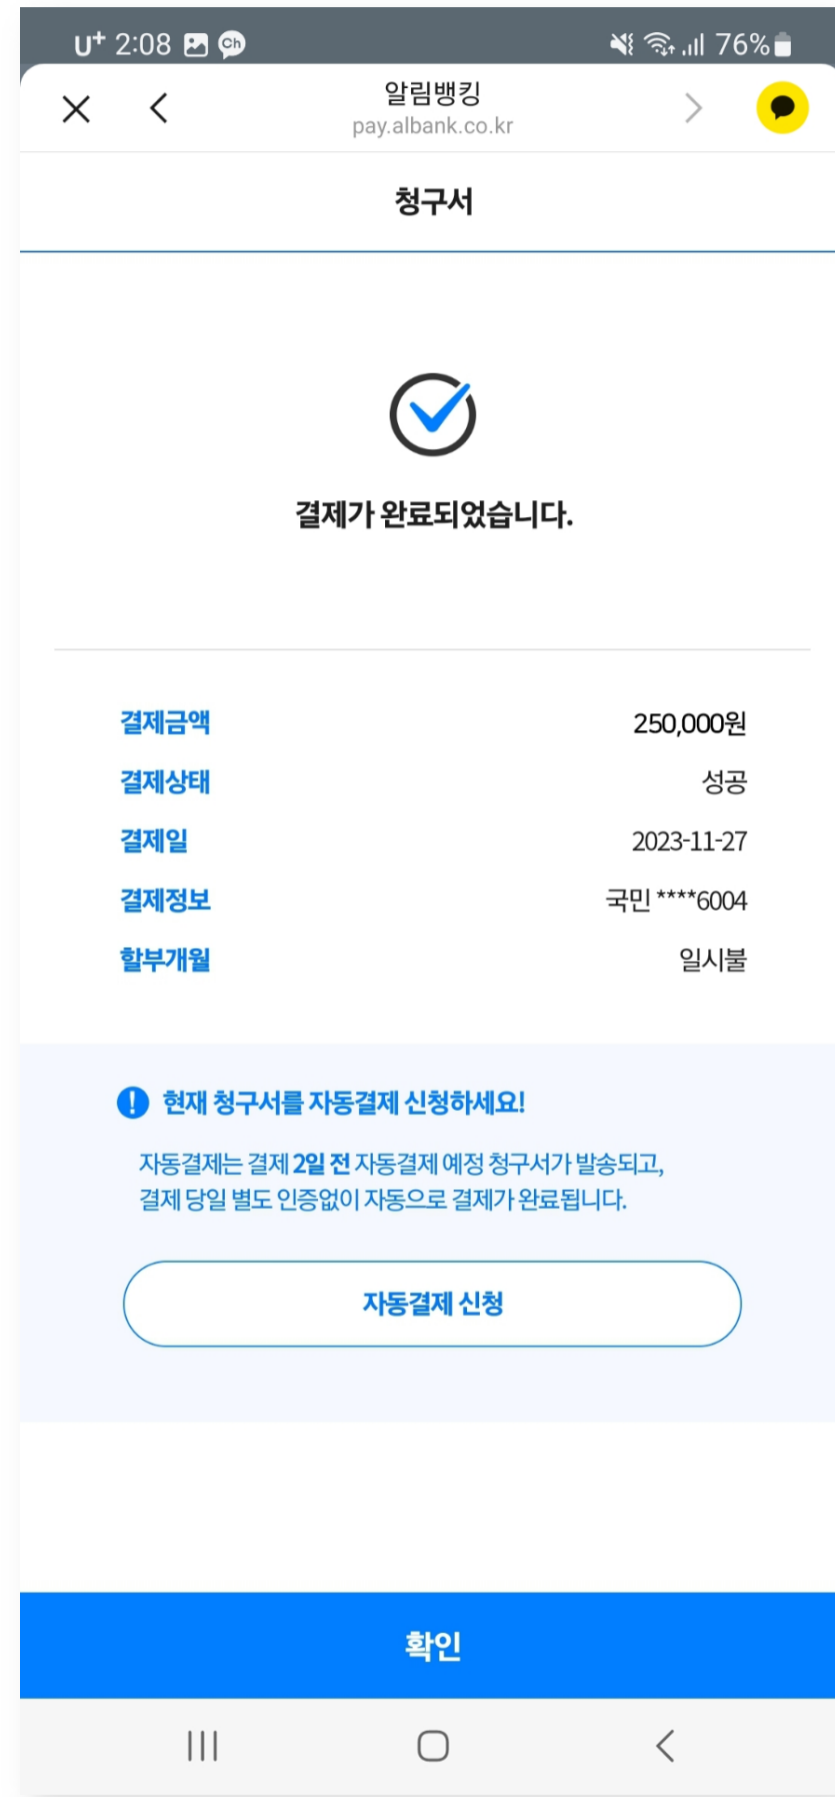 U+ 2:08 Ch 76%
알림뱅킹
pay.albank.co.kr
청구서
결제가 완료되었습니다.
결제금액 250,000원
결제상태 성공
결제일 2023-11-27
결제정보 국민 ****6004
할부개월 일시불
현재 청구서를 자동결제 신청하세요!
자동결제는 결제 2일 전 자동결제 예정 청구서가 발송되고,
결제 당일 별도 인증없이 자동으로 결제가 완료됩니다.
자동결제 신청
확인